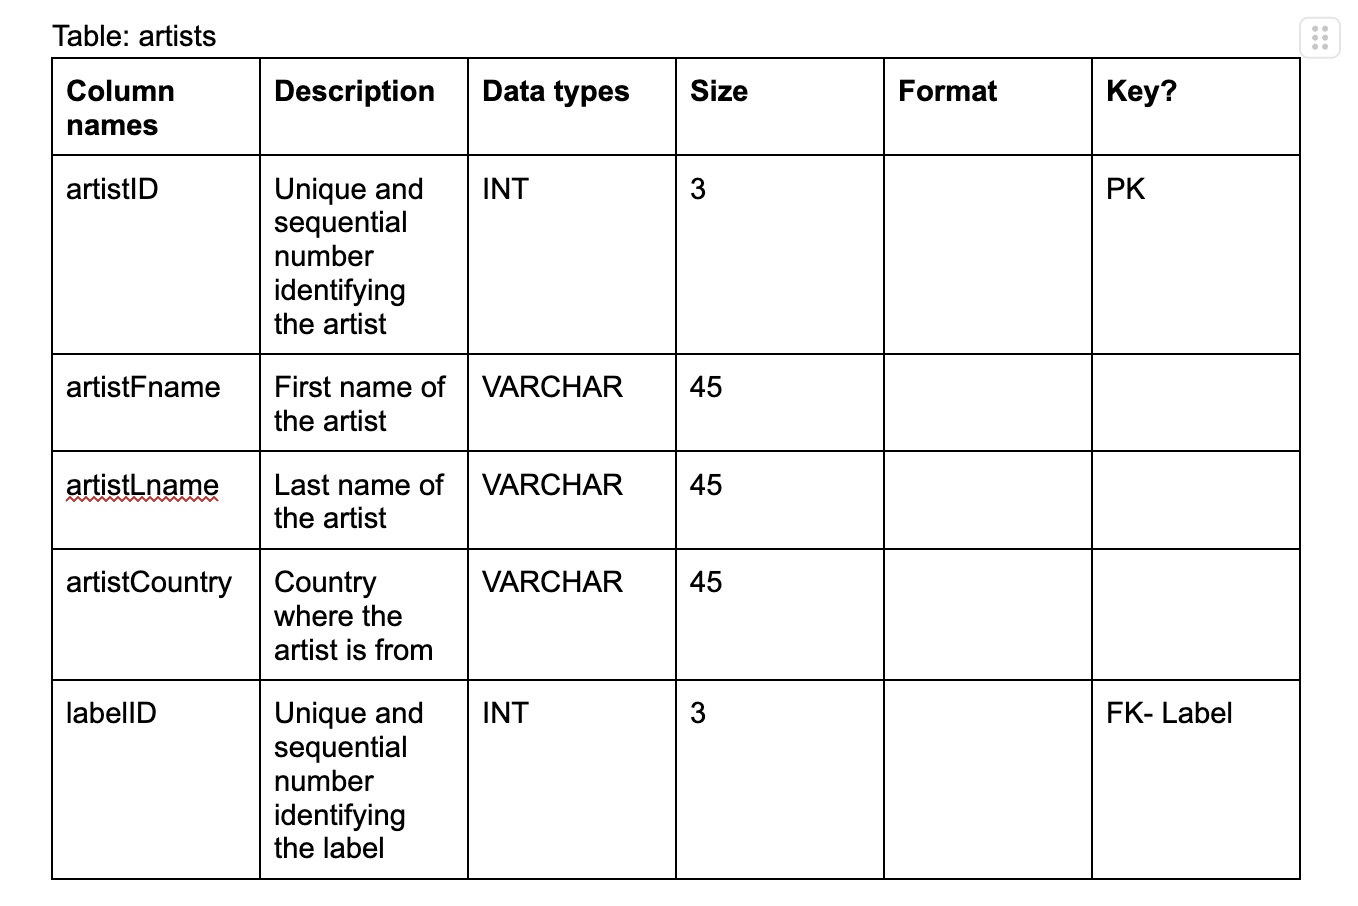 Table: artists
Column names	Description	Data types	Size	Format	Key?
artistID	Unique and sequential number identifying the artist	INT	3		PK
artistFname	First name of the artist	VARCHAR	45
artistLname	Last name of the artist	VARCHAR	45
artistCountry	Country where the artist is from	VARCHAR	45
labelID	Unique and sequential number identifying the label	INT	3		FK- Label